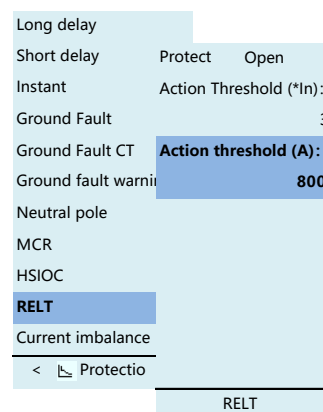 Long delay
Short delay
Instant
Ground Fault
Ground Fault CT
Ground fault warnin
Neutral pole
MCR
HSIOC
RELT
Current imbalance
< Protectio
Protect Open
Action Threshold (*In):
3
Action threshold (A):
800
RELT